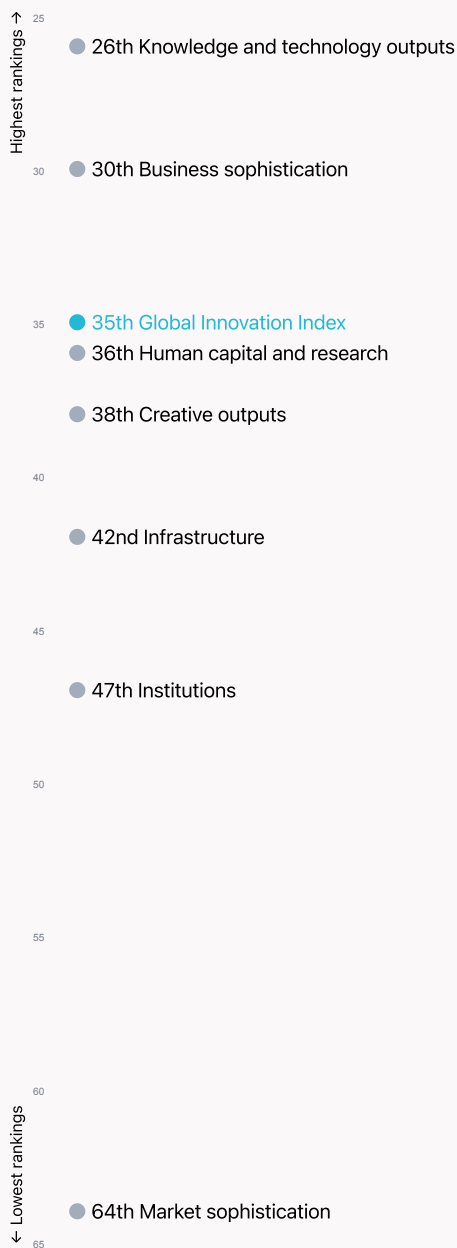 Highest rankings →
25
26th Knowledge and technology outputs
30
30th Business sophistication
35
35th Global Innovation Index
36th Human capital and research
38th Creative outputs
40
42nd Infrastructure
45
47th Institutions
50
55
60
← Lowest rankings
64th Market sophistication
65